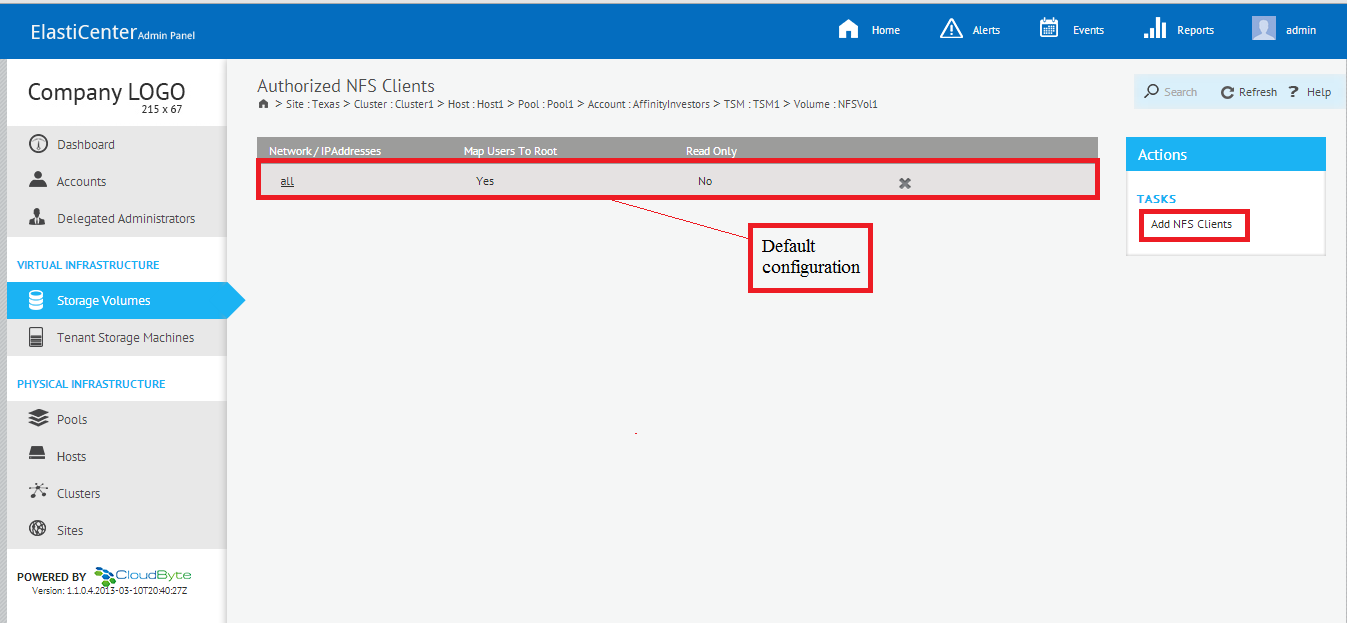 ElastiCenter Admin Panel
Home
Alerts
Events
Reports
admin
Company LOGO
215 x 67
Dashboard
Accounts
Delegated Administrators
VIRTUAL INFRASTRUCTURE
Storage Volumes
Tenant Storage Machines
PHYSICAL INFRASTRUCTURE
Pools
Hosts
Clusters
Sites
POWERED BY CloudByte
Version: 1.1.0.4.2013-03-10T20:40:27Z
Authorized NFS Clients
> Site : Texas > Cluster : Cluster1 > Host : Host1 > Pool : Pool1 > Account : AffinityInvestors > TSM : TSM1 > Volume : NFSVol1
Search
Refresh
? Help
Network / IPAddresses Map Users To Root Read Only
all Yes No
Default
configuration
Actions
TASKS
Add NFS Clients